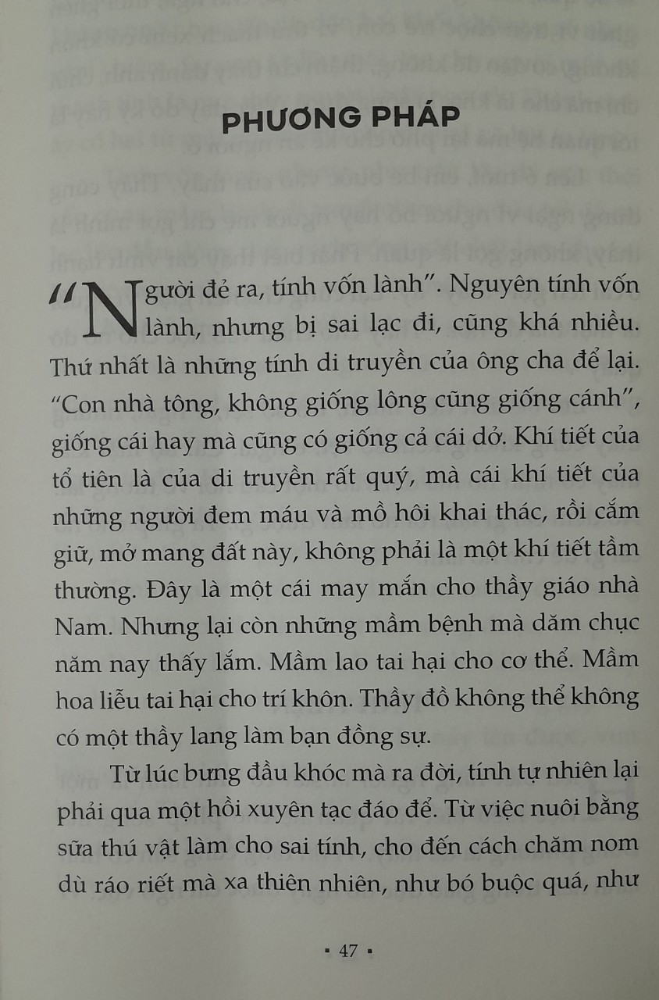 PHƯƠNG PHÁP
“Người đẻ ra, tính vốn lành”. Nguyên tính vốn
lành, nhưng bị sai lạc đi, cũng khá nhiều.
Thứ nhất là những tính di truyền của ông cha để lại.
“Con nhà tông, không giống lông cũng giống cánh”,
giống cái hay mà cũng có giống cả cái dở. Khí tiết của
tổ tiên là của di truyền rất quý, mà cái khí tiết của
những người đem máu và mồ hôi khai thác, rồi cắm
giữ, mở mang đất này, không phải là một khí tiết tầm
thường. Đây là một cái may mắn cho thầy giáo nhà
Nam. Nhưng lại còn những mầm bệnh mà dăm chục
năm nay thấy lắm. Mầm lao tai hại cho cơ thể. Mầm
hoa liễu tai hại cho trí khôn. Thầy đồ không thể không
có một thầy lang làm bạn đồng sự.
Từ lúc bưng đầu khóc mà ra đời, tính tự nhiên lại
phải qua một hồi xuyên tạc đáo để. Từ việc nuôi bằng
sữa thú vật làm cho sai tính, cho đến cách chăm nom
dù ráo riết mà xa thiên nhiên, như bó buộc quá, như
▪ 47 ▪